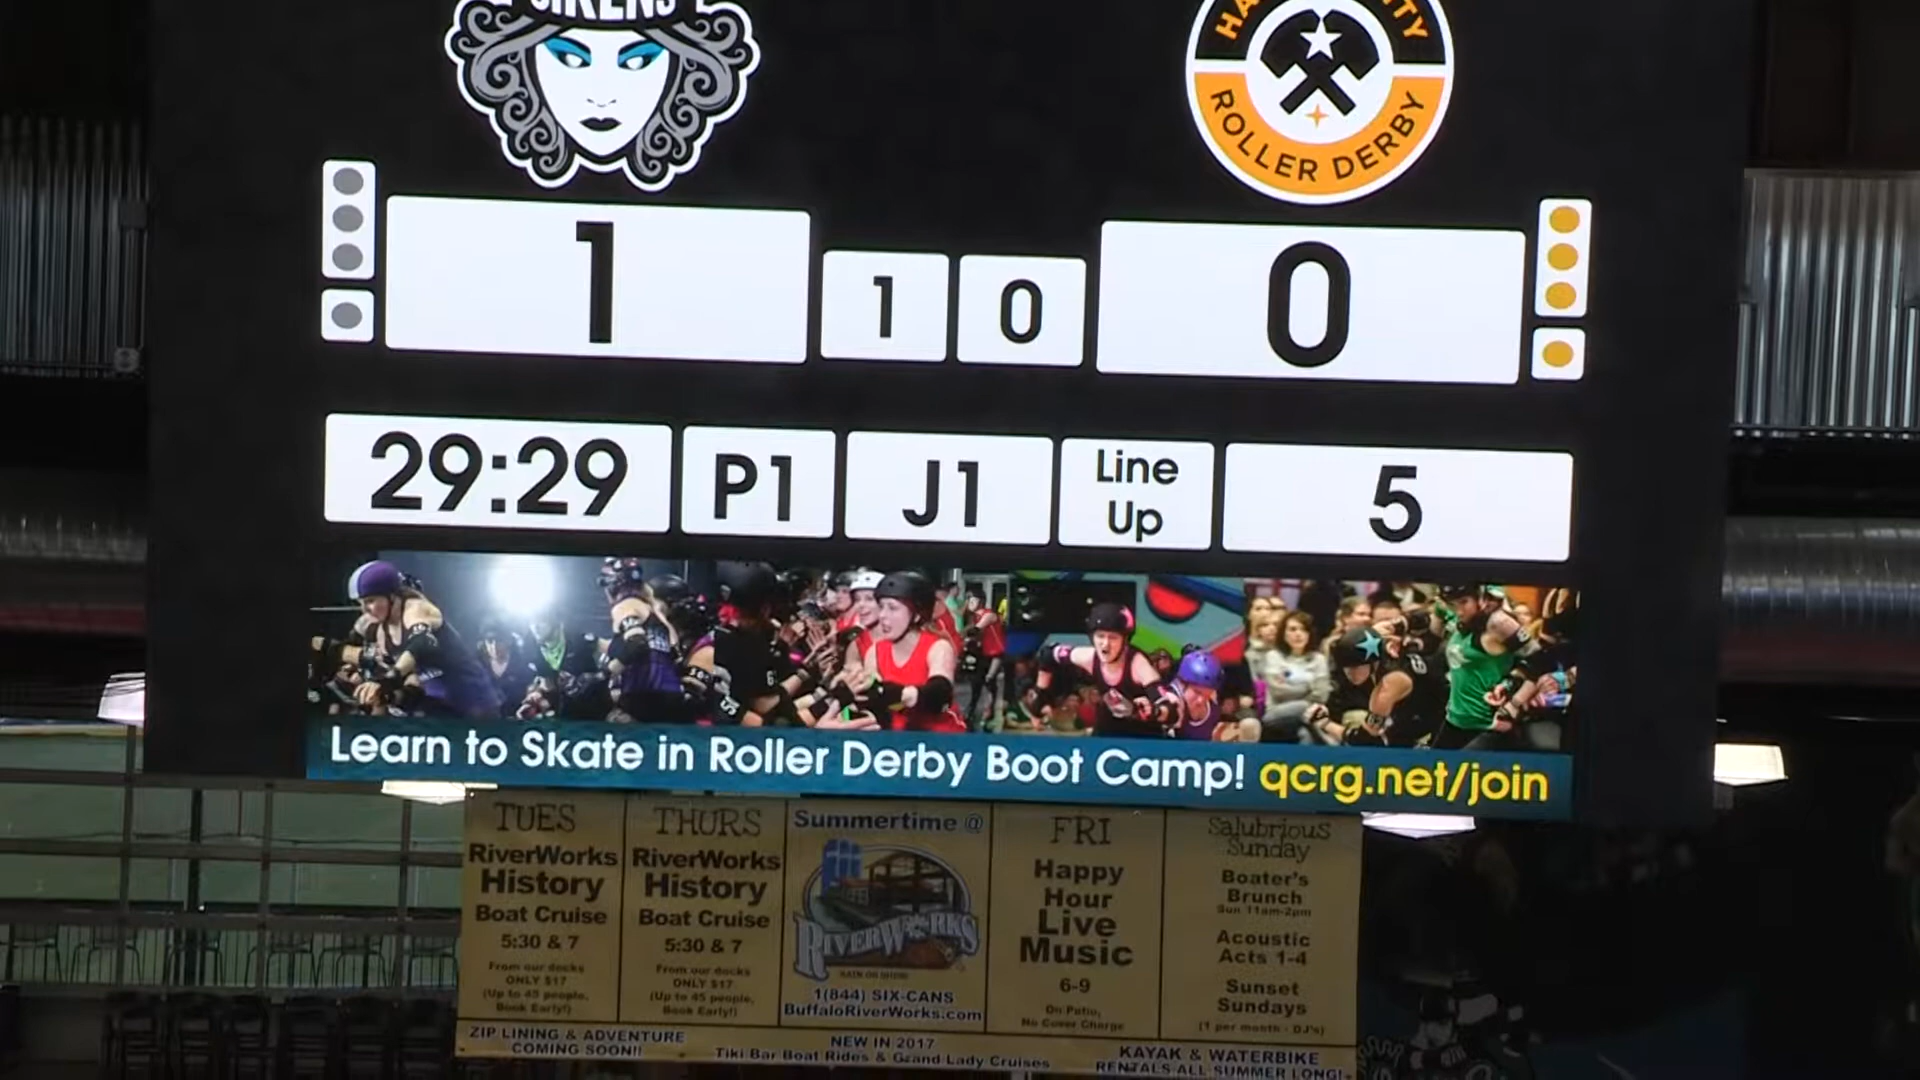 SIRENS
ROLLER DERBY
1
1
0
0
29:29
P1
J1
Line
Up
5
Learn to Skate in Roller Derby Boot Camp! qcrg.net/join
TUES
RiverWorks
History
Boat Cruise
5:30 & 7
From our docks
ONLY $17
(Up to 45 people,
Book Early!)
THURS
RiverWorks
History
Boat Cruise
5:30 & 7
From our docks
ONLY $17
(Up to 45 people,
Book Early!)
Summertime @
RIVERWORKS
1(844) SIX-CANS
BuffaloRiverWorks.com
FRI
Happy
Hour
Live
Music
6-9
On Patio,
No Cover Charge
Salubrious
Sunday
Boater's
Brunch
Sun 11am-2pm
Acoustic
Acts 1-4
Sunset
Sundays
(1 per month - DJ's)
ZIP LINING & ADVENTURE
COMING SOON!!
NEW IN 2017
Tiki Bar Boat Rides & Grand Lady Cruises
KAYAK & WATERBIKE
RENTALS ALL SUMMER LONG!